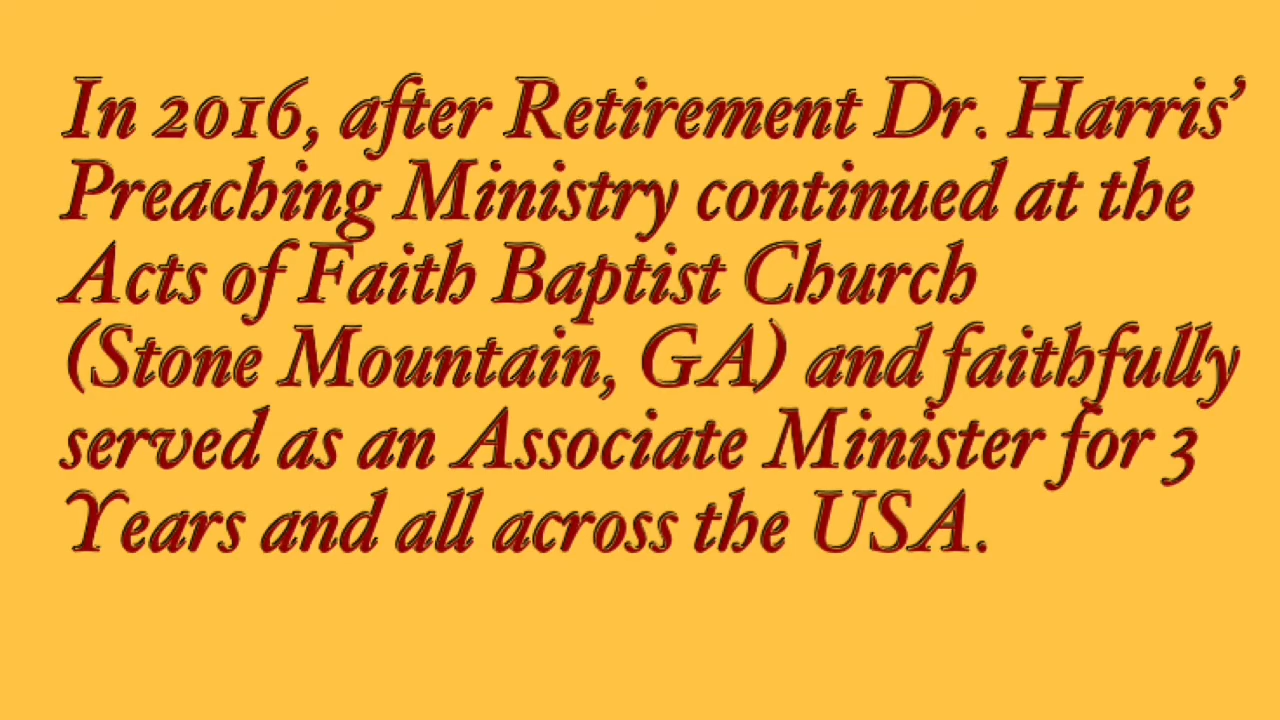 In 2016, after Retirement Dr. Harris’
Preaching Ministry continued at the
Acts of Faith Baptist Church
(Stone Mountain, GA) and faithfully
served as an Associate Minister for 3
Years and all across the USA.